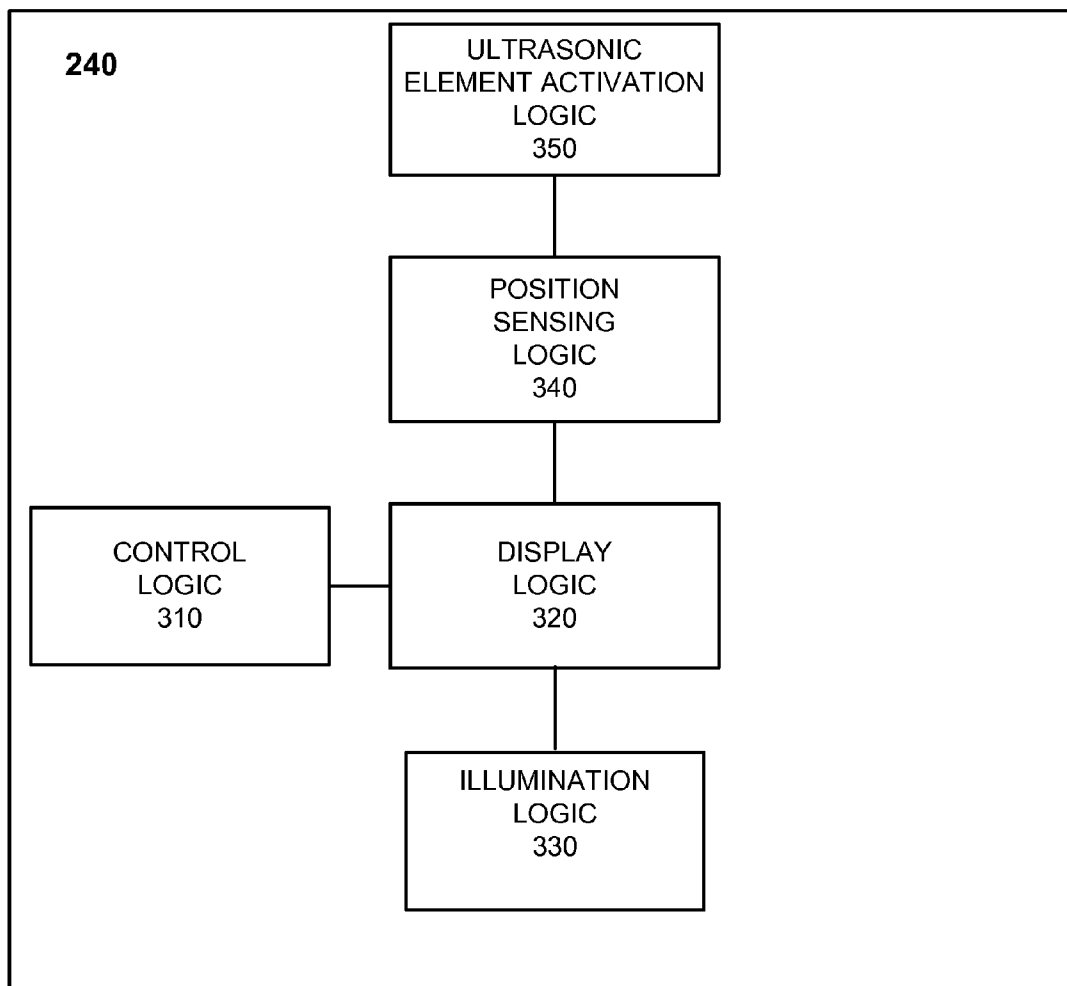 240
ULTRASONIC
ELEMENT ACTIVATION
LOGIC
350
POSITION
SENSING
LOGIC
340
CONTROL
LOGIC
310
DISPLAY
LOGIC
320
ILLUMINATION
LOGIC
330